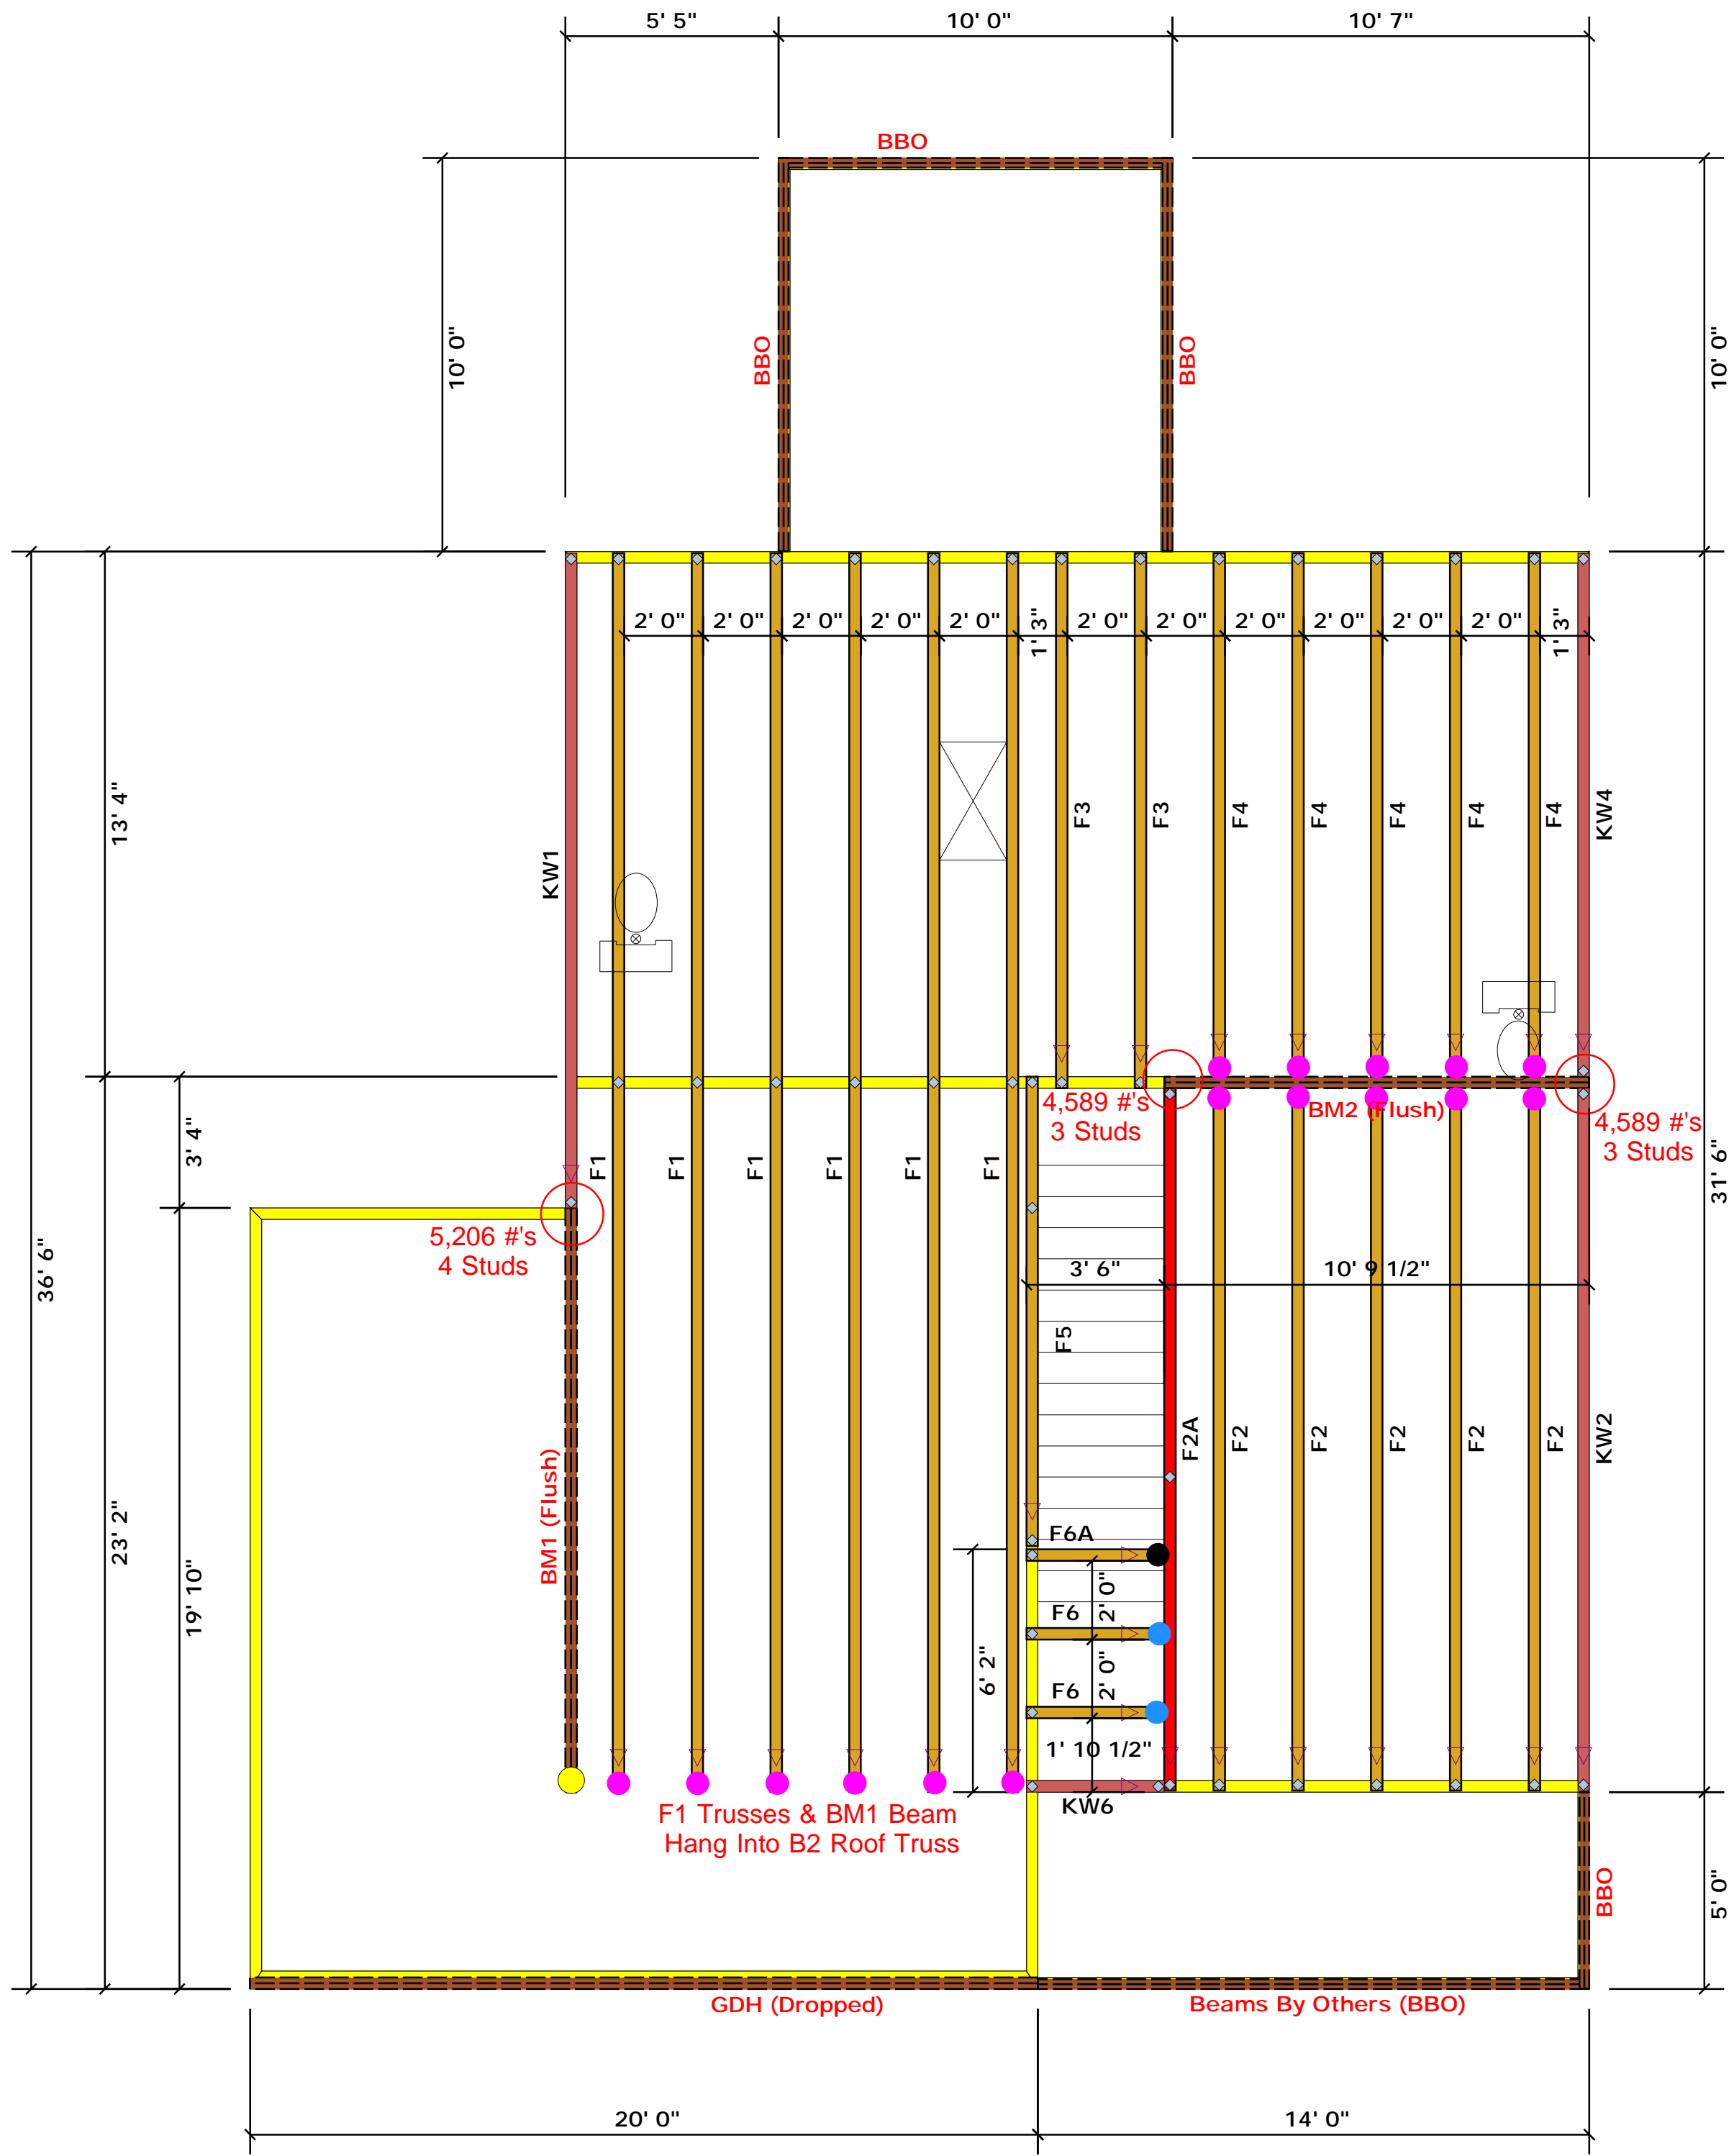 5' 5"
10' 0"
10' 7"
BBO
10' 0"
BBO
BBO
10' 0"
2' 0"
2' 0"
2' 0"
2' 0"
2' 0"
1' 3"
2' 0"
2' 0"
2' 0"
2' 0"
2' 0"
2' 0"
1' 3"
13' 4"
KW1
F3
F3
F4
F4
F4
F4
F4
KW4
4,589 #'s
3 Studs
BM2 (Flush)
4,589 #'s
3 Studs
3' 4"
F1
F1
F1
F1
F1
F1
31' 6"
5,206 #'s
4 Studs
36' 6"
3' 6"
10' 9 1/2"
F5
F2A
F2
F2
F2
F2
F2
KW2
BM1 (Flush)
23' 2"
19' 10"
F6A
2' 0"
F6
6' 2"
2' 0"
F6
1' 10 1/2"
KW6
F1 Trusses & BM1 Beam
Hang Into B2 Roof Truss
BBO
5' 0"
GDH (Dropped)
Beams By Others (BBO)
20' 0"
14' 0"